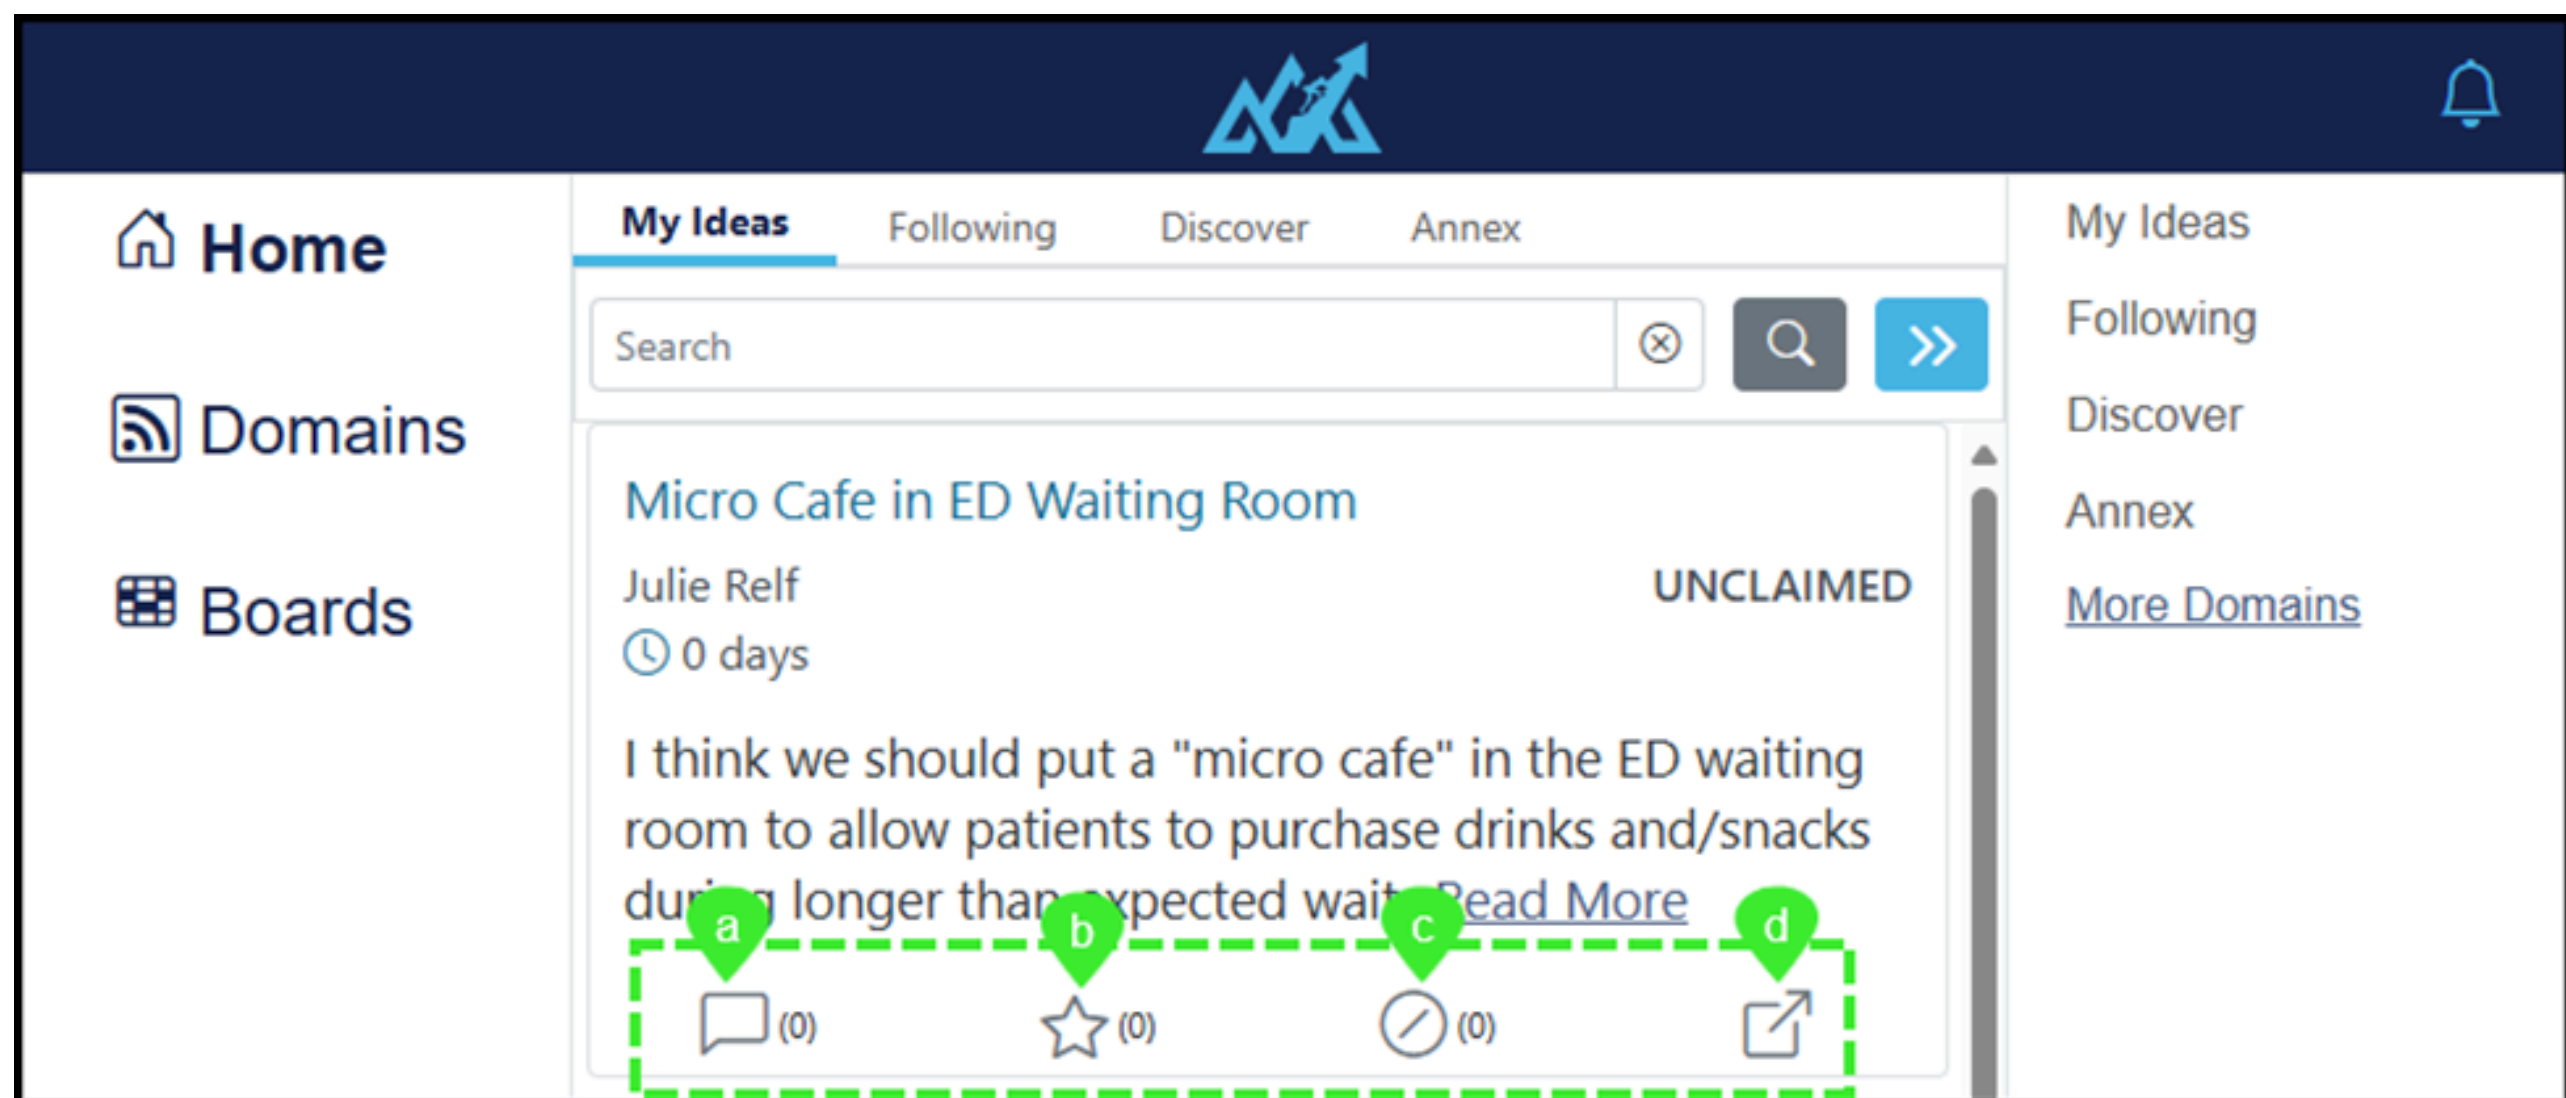 Home
Domains
Boards
My Ideas Following Discover Annex
Search
Micro Cafe in ED Waiting Room
Julie Relf UNCLAIMED
0 days
I think we should put a "micro cafe" in the ED waiting
room to allow patients to purchase drinks and/snacks
longer than expected Read More
a b c d
(0) (0) (0)
My Ideas
Following
Discover
Annex
More Domains